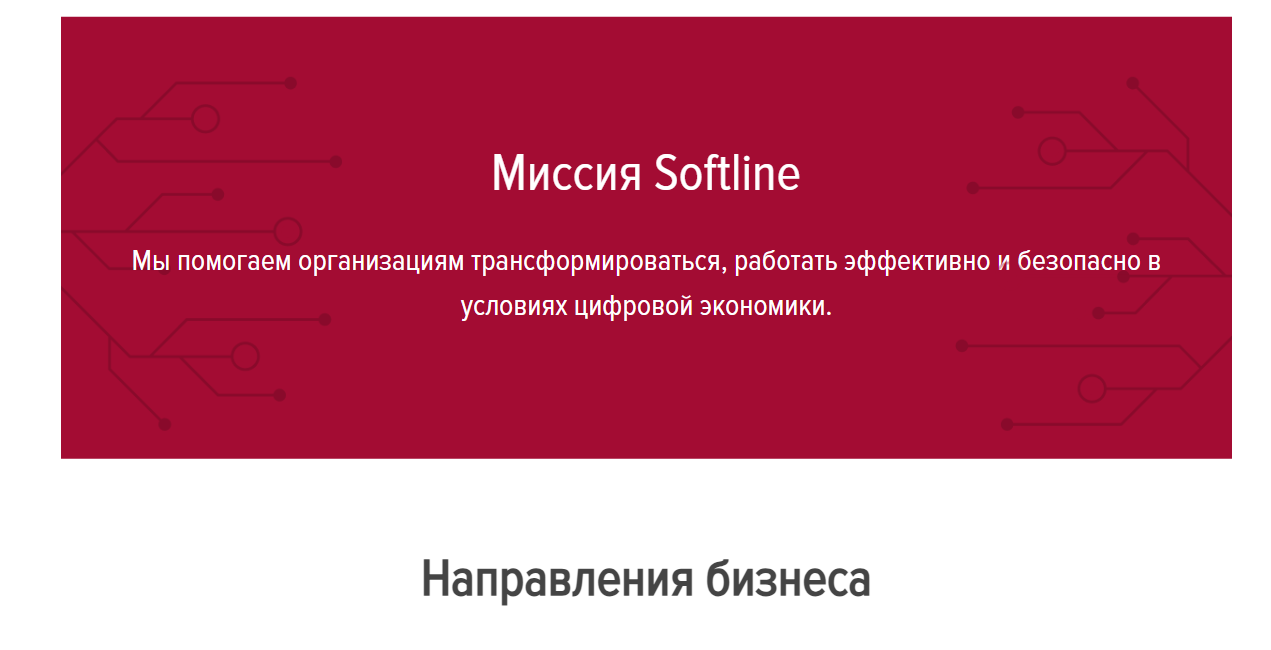 Миссия Softline
Мы помогаем организациям трансформироваться, работать эффективно и безопасно в
условиях цифровой экономики.
Направления бизнеса